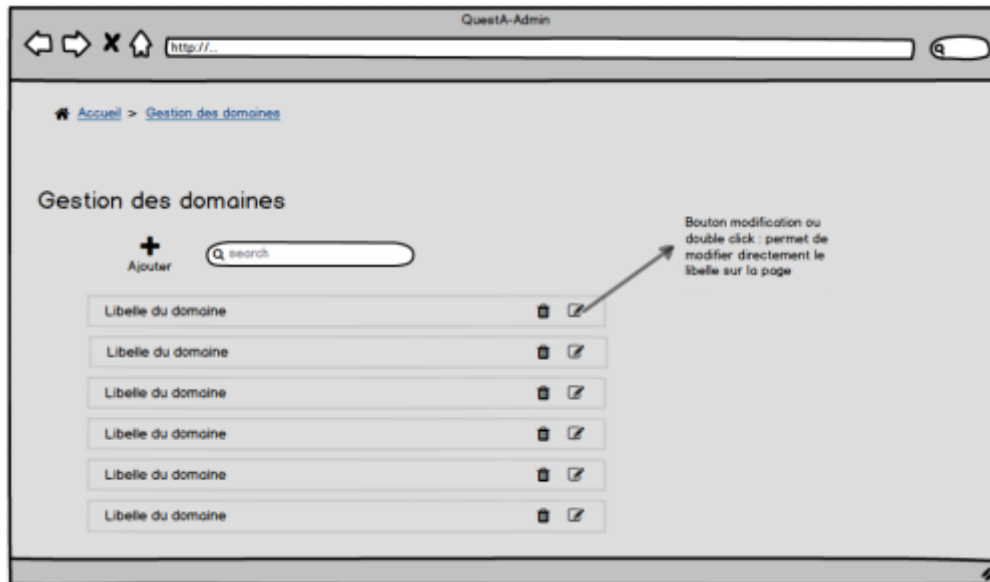 QuestA-Admin
http://...
Accueil > Gestion des domaines
Gestion des domaines
Ajouter
search
Bouton modification ou
double click : permet de
modifier directement le
libelle sur la page
Libelle du domaine
Libelle du domaine
Libelle du domaine
Libelle du domaine
Libelle du domaine
Libelle du domaine